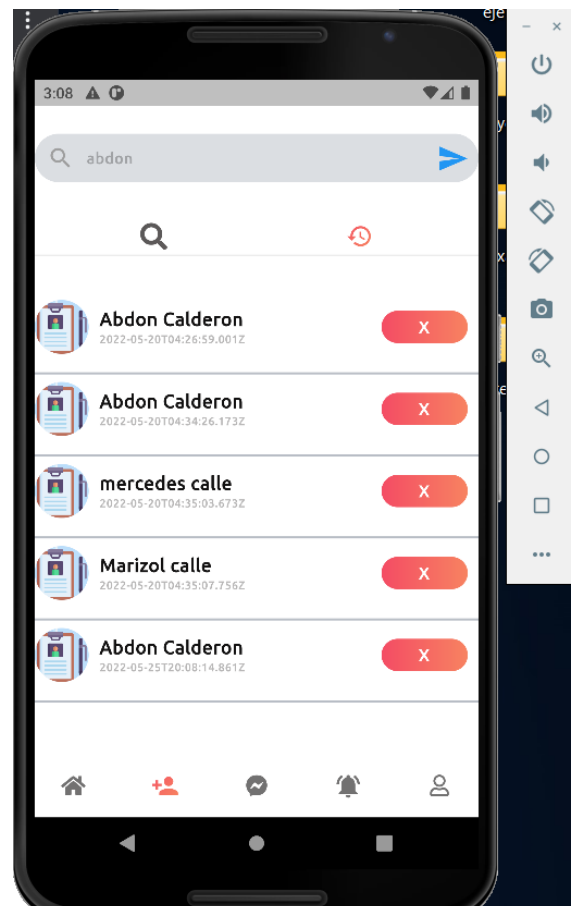 eje
3:08
abdon
Abdon Calderon
2022-05-20T04:26:59.001Z
X
Abdon Calderon
2022-05-20T04:34:26.173Z
X
mercedes calle
2022-05-20T04:35:03.673Z
X
Marizol calle
2022-05-20T04:35:07.756Z
X
Abdon Calderon
2022-05-25T20:08:14.861Z
X